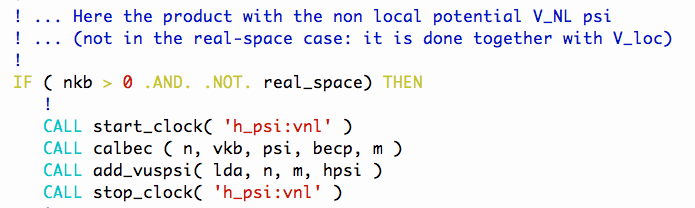 ! ... Here the product with the non local potential V_NL psi
! ... (not in the real-space case: it is done together with V_loc)
!
IF ( nkb > 0 .AND. .NOT. real_space) THEN
!
CALL start_clock( 'h_psi:vnl' )
CALL calbec ( n, vkb, psi, becp, m )
CALL add_vuspsi( lda, n, m, hpsi )
CALL stop_clock( 'h_psi:vnl' )